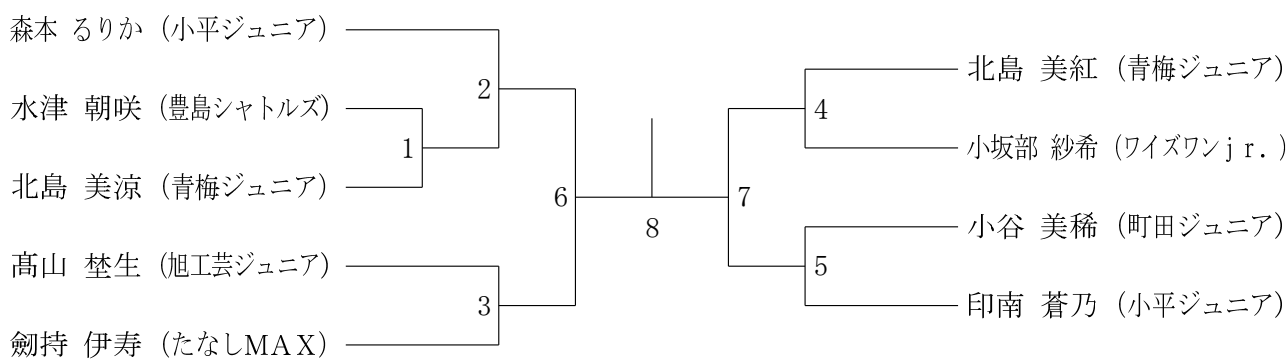 森本 るりか (小平ジュニア)
水津 朝咲 (豊島シャトルズ)
北島 美涼 (青梅ジュニア)
髙山 埜生 (旭工芸ジュニア)
劒持 伊寿 (たなしMAX)
2
1
6
3
8
7
4
5
北島 美紅 (青梅ジュニア)
小坂部 紗希 (ワイズワンjr.)
小谷 美稀 (町田ジュニア)
印南 蒼乃 (小平ジュニア)